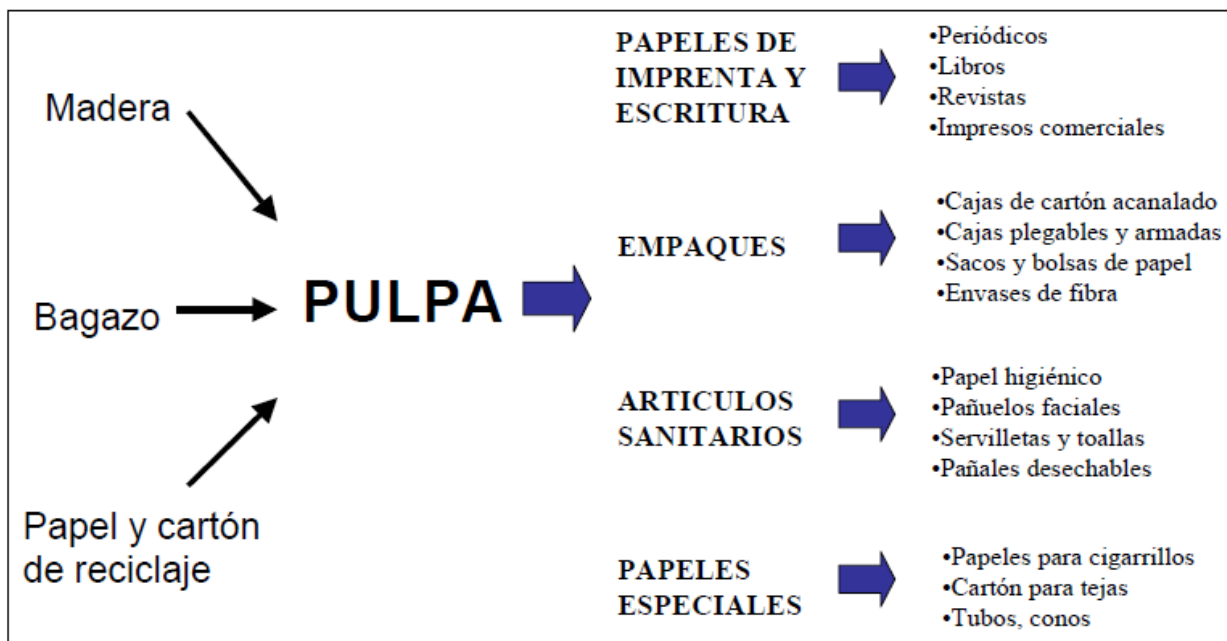 Madera
Bagazo
Papel y cartón
de reciclaje
PULPA
PAPELES DE
IMPRENTA Y
ESCRITURA
•Periódicos
•Libros
•Revistas
•Impresos comerciales
EMPAQUES
•Cajas de cartón acanalado
•Cajas plegables y armadas
•Sacos y bolsas de papel
•Envases de fibra
ARTICULOS
SANITARIOS
•Papel higiénico
•Pañuelos faciales
•Servilletas y toallas
•Pañales desechables
PAPELES
ESPECIALES
•Papeles para cigarrillos
•Cartón para tejas
•Tubos, conos